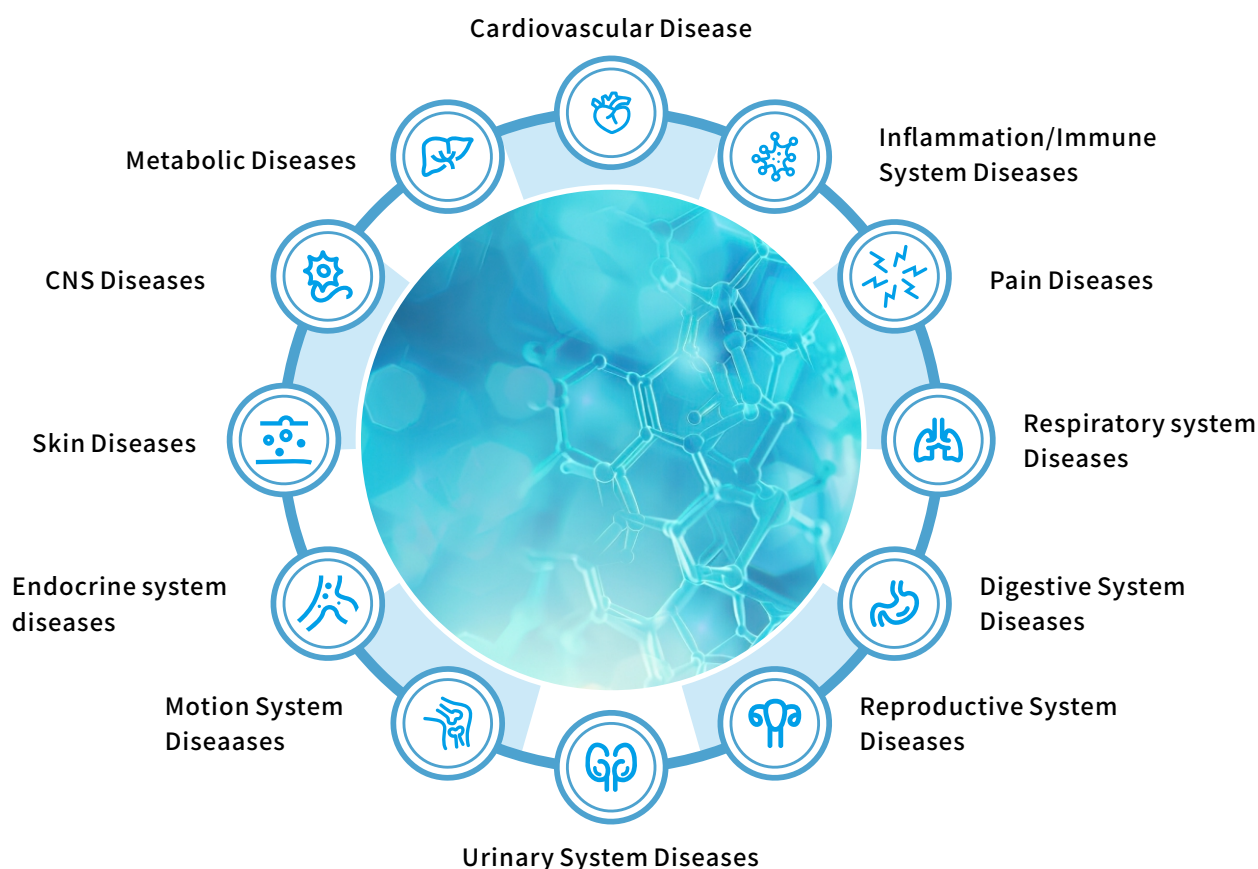 Cardiovascular Disease
Inflammation/Immune
System Diseases
Metabolic Diseases
CNS Diseases
Pain Diseases
Skin Diseases
Respiratory system
Diseases
Endocrine system
diseases
Digestive System
Diseases
Motion System
Diseaases
Reproductive System
Diseases
Urinary System Diseases